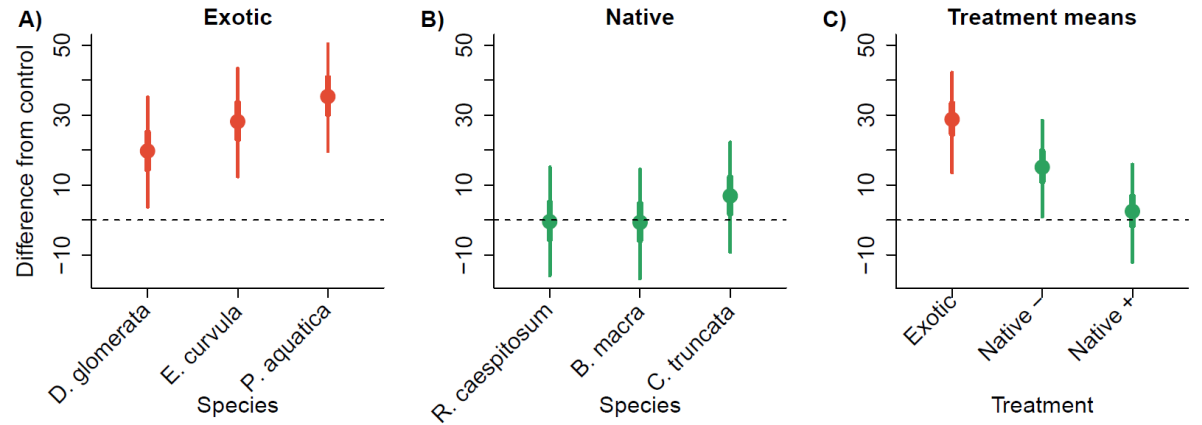 A) Exotic
Difference from control
50
30
10
−10
D. glomerata
E. curvula
P. aquatica
Species
B) Native
50
30
10
−10
R. caespitosum
B. macra
C. truncata
Species
C) Treatment means
50
30
10
−10
Exotic
Native −
Native +
Treatment